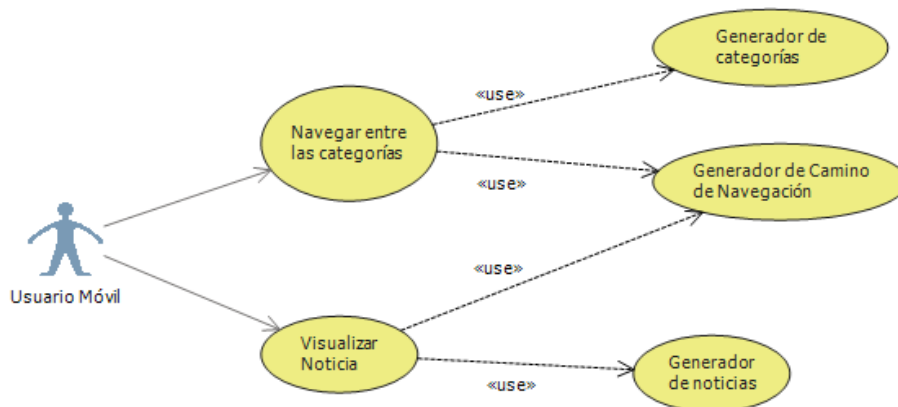 Generador de
categorías
«use»
Navegar entre
las categorías
«use»
Generador de Camino
de Navegación
«use»
Usuario Móvil
Visualizar
Noticia
«use»
Generador
de noticias